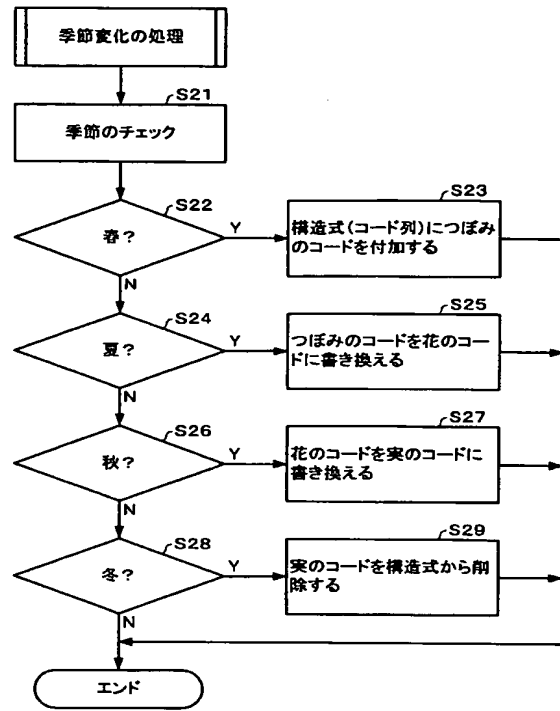 季節変化の処理
S21
季節のチェック
S22
春?
Y
N
S23
構造式(コード列)につぼみ
のコードを付加する
S24
夏?
Y
N
S25
つぼみのコードを花のコー
ドに書き換える
S26
秋?
Y
N
S27
花のコードを実のコードに
書き換える
S28
冬?
Y
N
S29
実のコードを構造式から削
除する
エンド